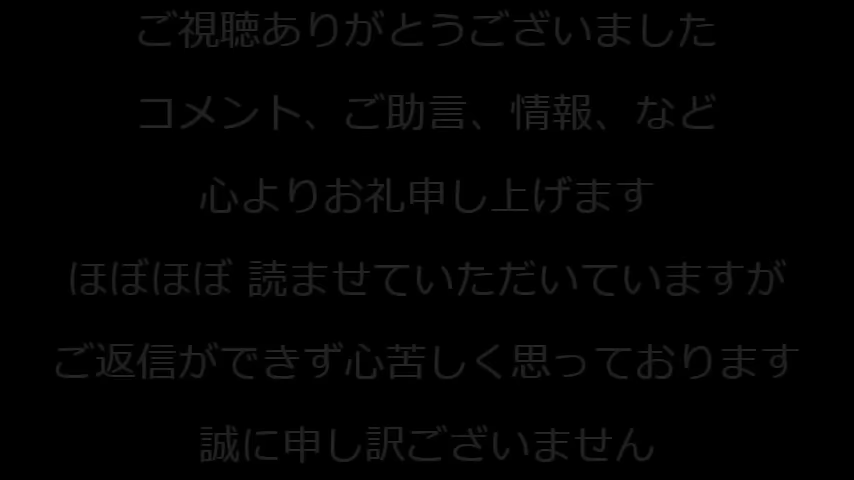 ご視聴ありがとうございました
コメント、ご助言、情報、など
心よりお礼申し上げます
ほぼほぼ 読ませていただいていますが
ご返信ができず心苦しく思っております
誠に申し訳ございません